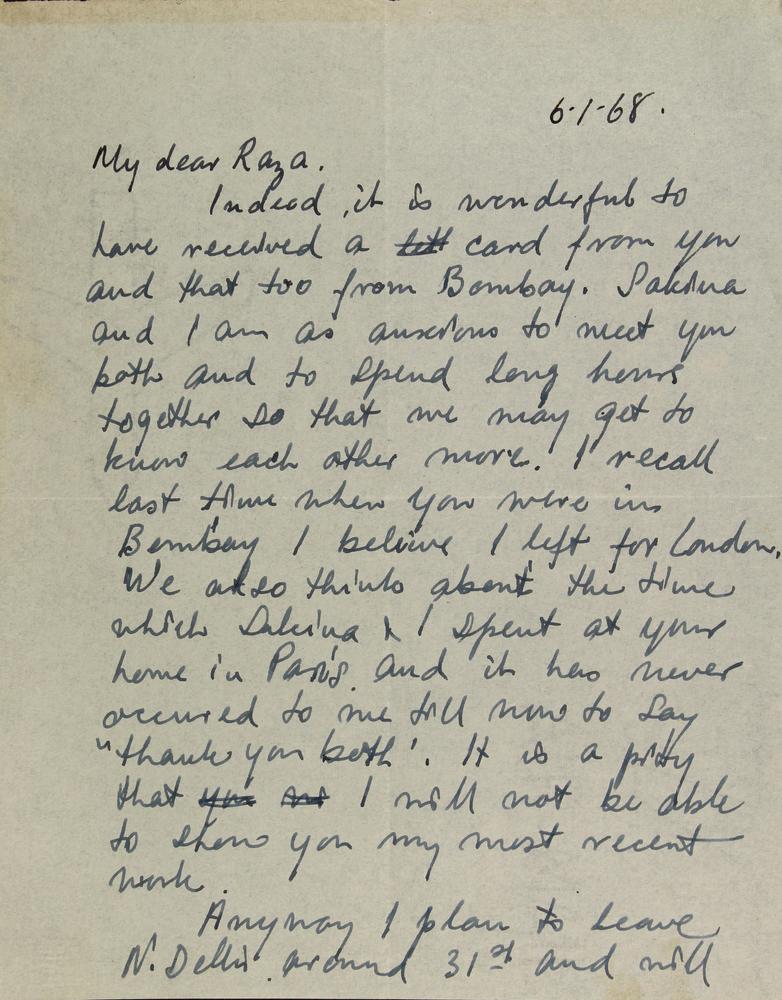 6-1-68.
My dear Raza.
Indeed, it is wonderful to
have received a lett card from you
and that too from Bombay. Sakina
and I am as anxious to meet you
both and to spend long hours
together so that we may get to
know each other more. I recall
last time when you were in
Bombay I believe I left for London.
We also think about the time
which Sakina & I spent at your
home in Paris. and it has never
occured to me till now to say
"thank you both'. It is a pity
that you I will not be able
to show you my most recent
work.
Anyway I plan to leave
N. Delhi around 31st and will